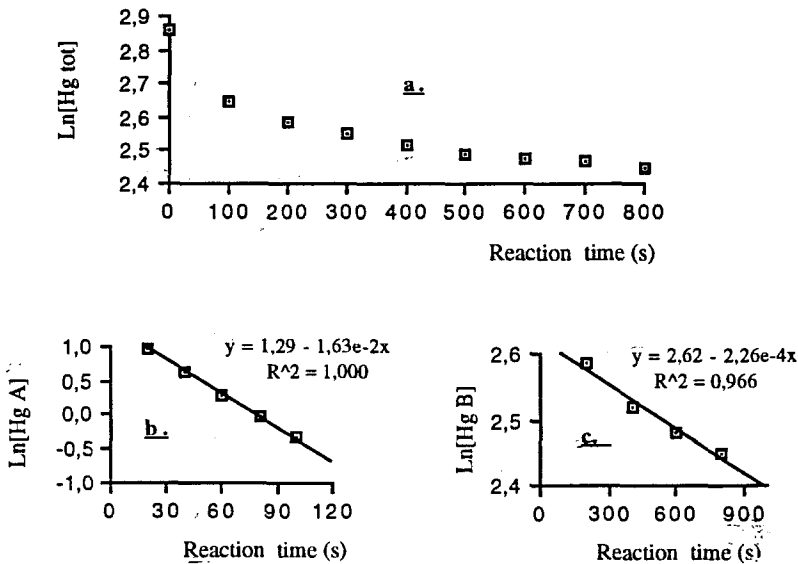 Ln[Hg tot]
2,9
2,8
2,7
2,6
2,5
2,4
a.
0 100 200 300 400 500 600 700 800
Reaction time (s)
Ln[Hg A]
1,0
0,5
0,0
-0,5
-1,0
y = 1,29 - 1,63e-2x
R^2 = 1,000
b.
0 30 60 90 120
Reaction time (s)
Ln[Hg B]
2,6
2,5
2,4
y = 2,62 - 2,26e-4x
R^2 = 0,966
c.
0 300 600 900
Reaction time (s)